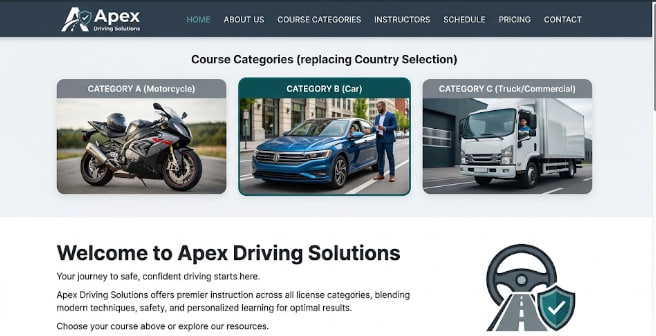 Apex
Driving Solutions
HOME ABOUT US COURSE CATEGORIES INSTRUCTORS SCHEDULE PRICING CONTACT
Course Categories (replacing Country Selection)
CATEGORY A (Motorcycle) CATEGORY B (Car) CATEGORY C (Truck/Commercial)
Welcome to Apex Driving Solutions
Your journey to safe, confident driving starts here.
Apex Driving Solutions offers premier instruction across all license categories, blending
modern techniques, safety, and personalized learning for optimal results.
Choose your course above or explore our resources.